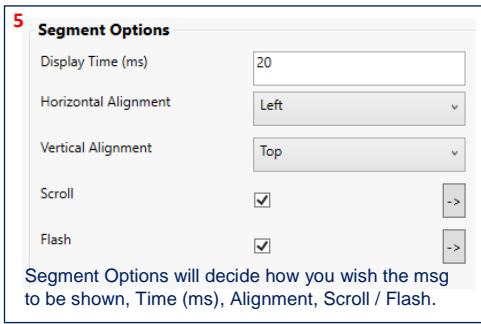 5
Segment Options
Display Time (ms) 20
Horizontal Alignment Left
Vertical Alignment Top
Scroll ->
Flash ->
Segment Options will decide how you wish the msg
to be shown, Time (ms), Alignment, Scroll / Flash.